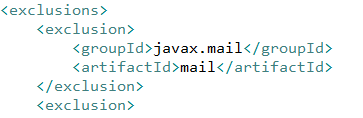 <exclusions>
<exclusion>
<groupId>javax.mail</groupId>
<artifactId>mail</artifactId>
</exclusion>
<exclusion>